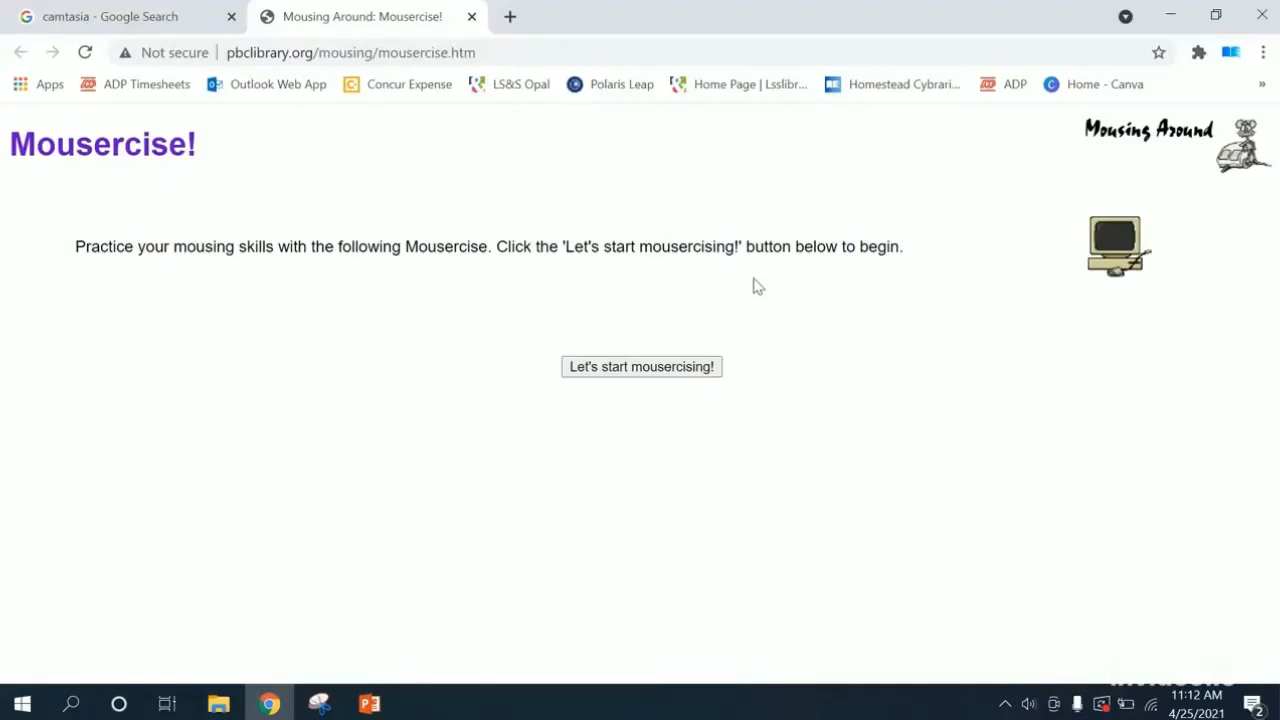 camtasia - Google Search
Mousing Around: Mousercise!
Not secure
pbclibrary.org/mousing/mousercise.htm
Apps
ADP Timesheets
Outlook Web App
Concur Expense
LS&S Opal
Polaris Leap
Home Page | Lsslibr...
Homestead Cybrari...
ADP
Home - Canva
»
Mousercise!
Mousing Around
Practice your mousing skills with the following Mousercise. Click the 'Let's start mousercising!' button below to begin.
Let's start mousercising!
11:12 AM
4/25/2021
2